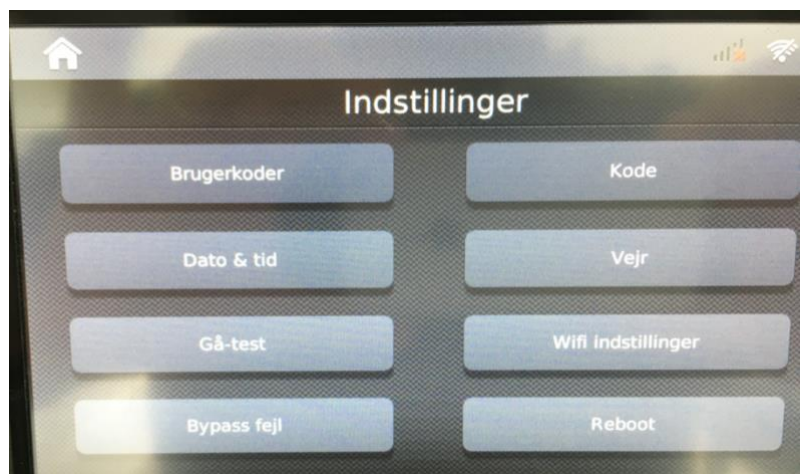 Indstillinger
Brugerkoder
Kode
Dato & tid
Vejr
Gå-test
Wifi indstillinger
Bypass fejl
Reboot